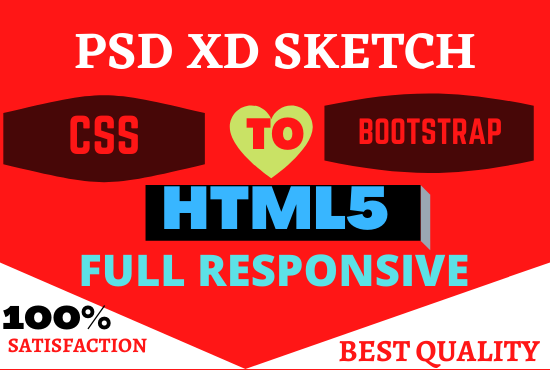 PSD XD SKETCH
CSS TO BOOTSTRAP
HTML5
FULL RESPONSIVE
100%
SATISFACTION
BEST QUALITY